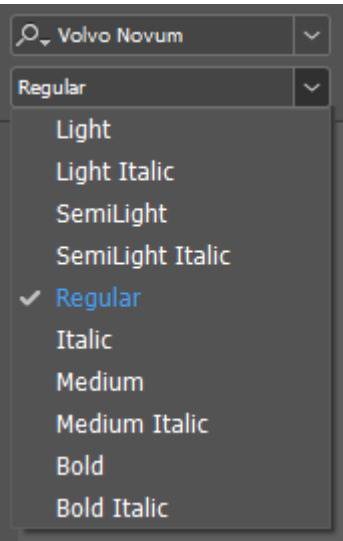 Volvo Novum
Regular
Light
Light Italic
SemiLight
SemiLight Italic
Regular
Italic
Medium
Medium Italic
Bold
Bold Italic